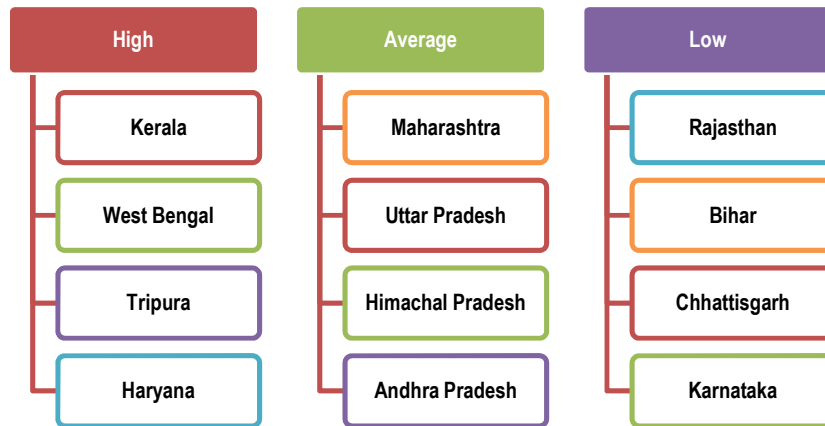 High
Kerala
West Bengal
Tripura
Haryana
Average
Maharashtra
Uttar Pradesh
Himachal Pradesh
Andhra Pradesh
Low
Rajasthan
Bihar
Chhattisgarh
Karnataka